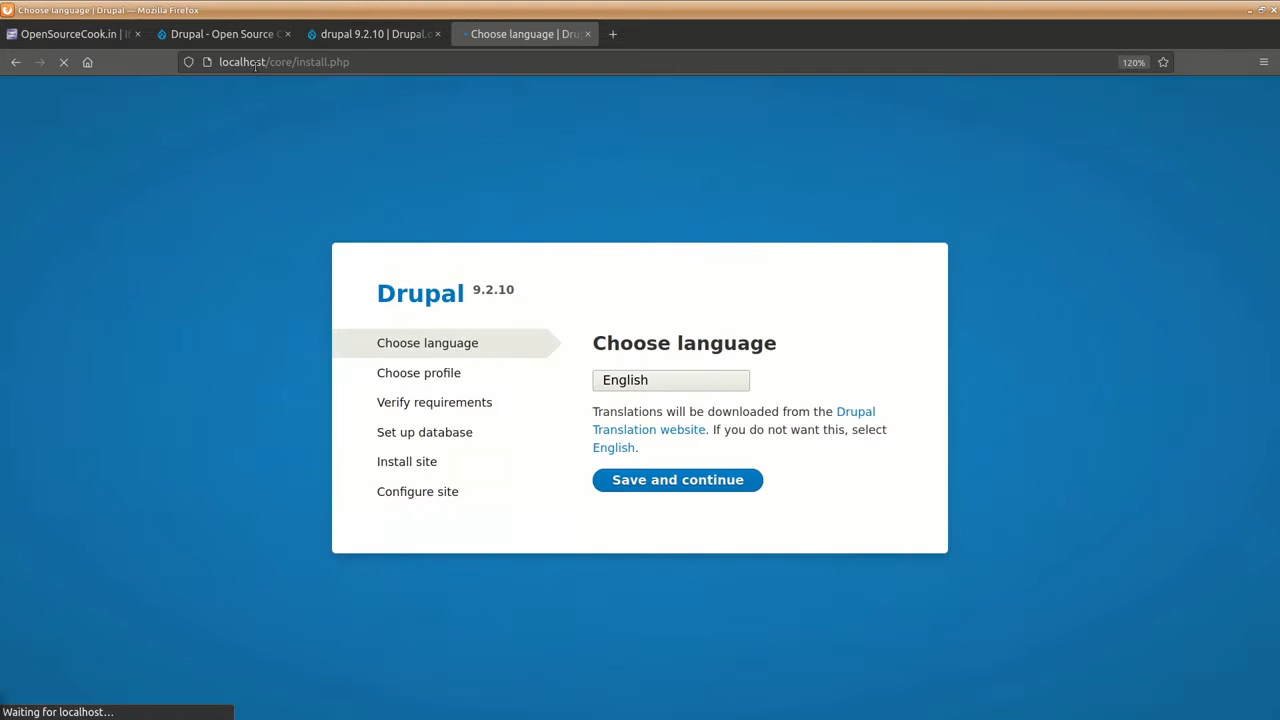 Choose language | Drupal — Mozilla Firefox
OpenSourceCook.in | If
Drupal - Open Source C
drupal 9.2.10 | Drupal.o
Choose language | Dru
localhost/core/install.php
120%
Drupal 9.2.10
Choose language
Choose profile
Verify requirements
Set up database
Install site
Configure site
Choose language
English
Translations will be downloaded from the Drupal
Translation website. If you do not want this, select
English.
Save and continue
Waiting for localhost…